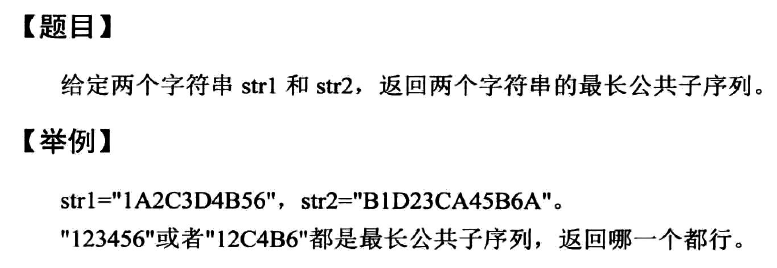 【题目】
给定两个字符串 str1 和 str2，返回两个字符串的最长公共子序列。
【举例】
str1="1A2C3D4B56"，str2="B1D23CA45B6A"。
"123456"或者"12C4B6"都是最长公共子序列，返回哪一个都行。